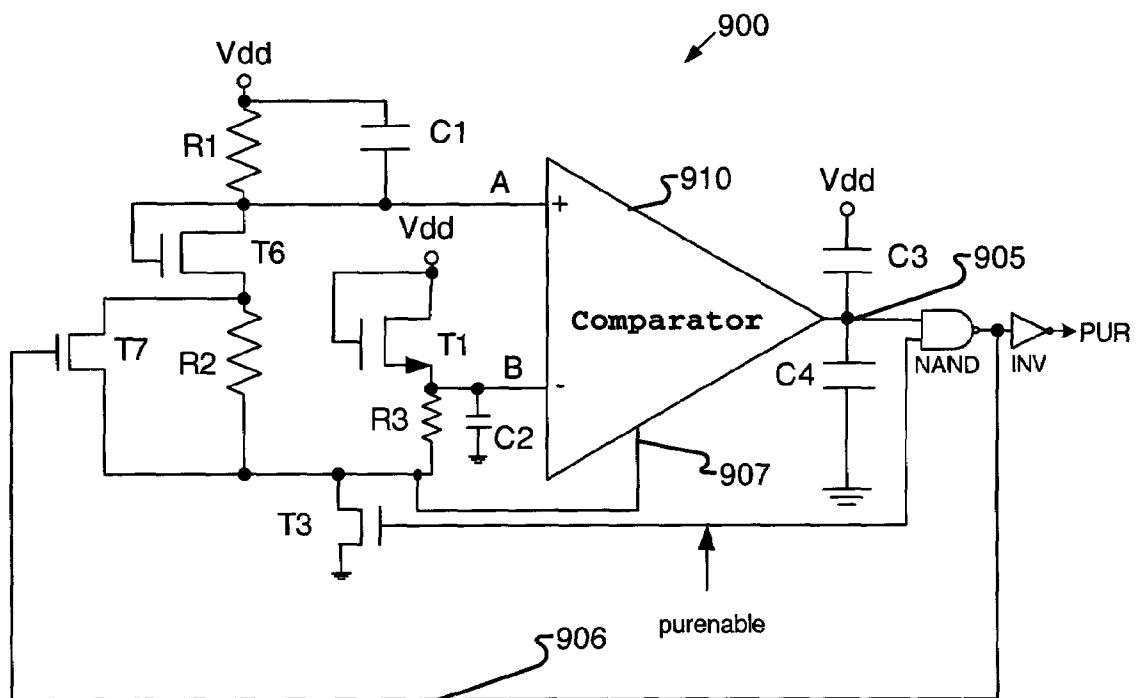 900
Vdd
R1
C1
A
910
Vdd
+
Vdd
T6
C3
905
Comparator
PUR
T7
R2
T1
B
-
C4
NAND
INV
R3
C2
907
T3
purenable
906